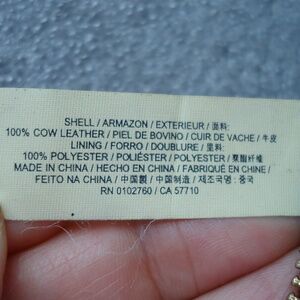 SHELL / ARMAZON / EXTERIEUR / 面料:
100% COW LEATHER / PIEL DE BOVINO / CUIR DE VACHE / 牛皮
LINING / FORRO / DOUBLURE / 里料:
100% POLYESTER / POLIÉSTER / POLYESTER / 聚酯纤维
MADE IN CHINA / HECHO EN CHINA / FABRIQUÉ EN CHINE /
FEITO NA CHINA / 中国製 / 中国制造 / 제조국명 : 중국
RN 0102760 / CA 57710